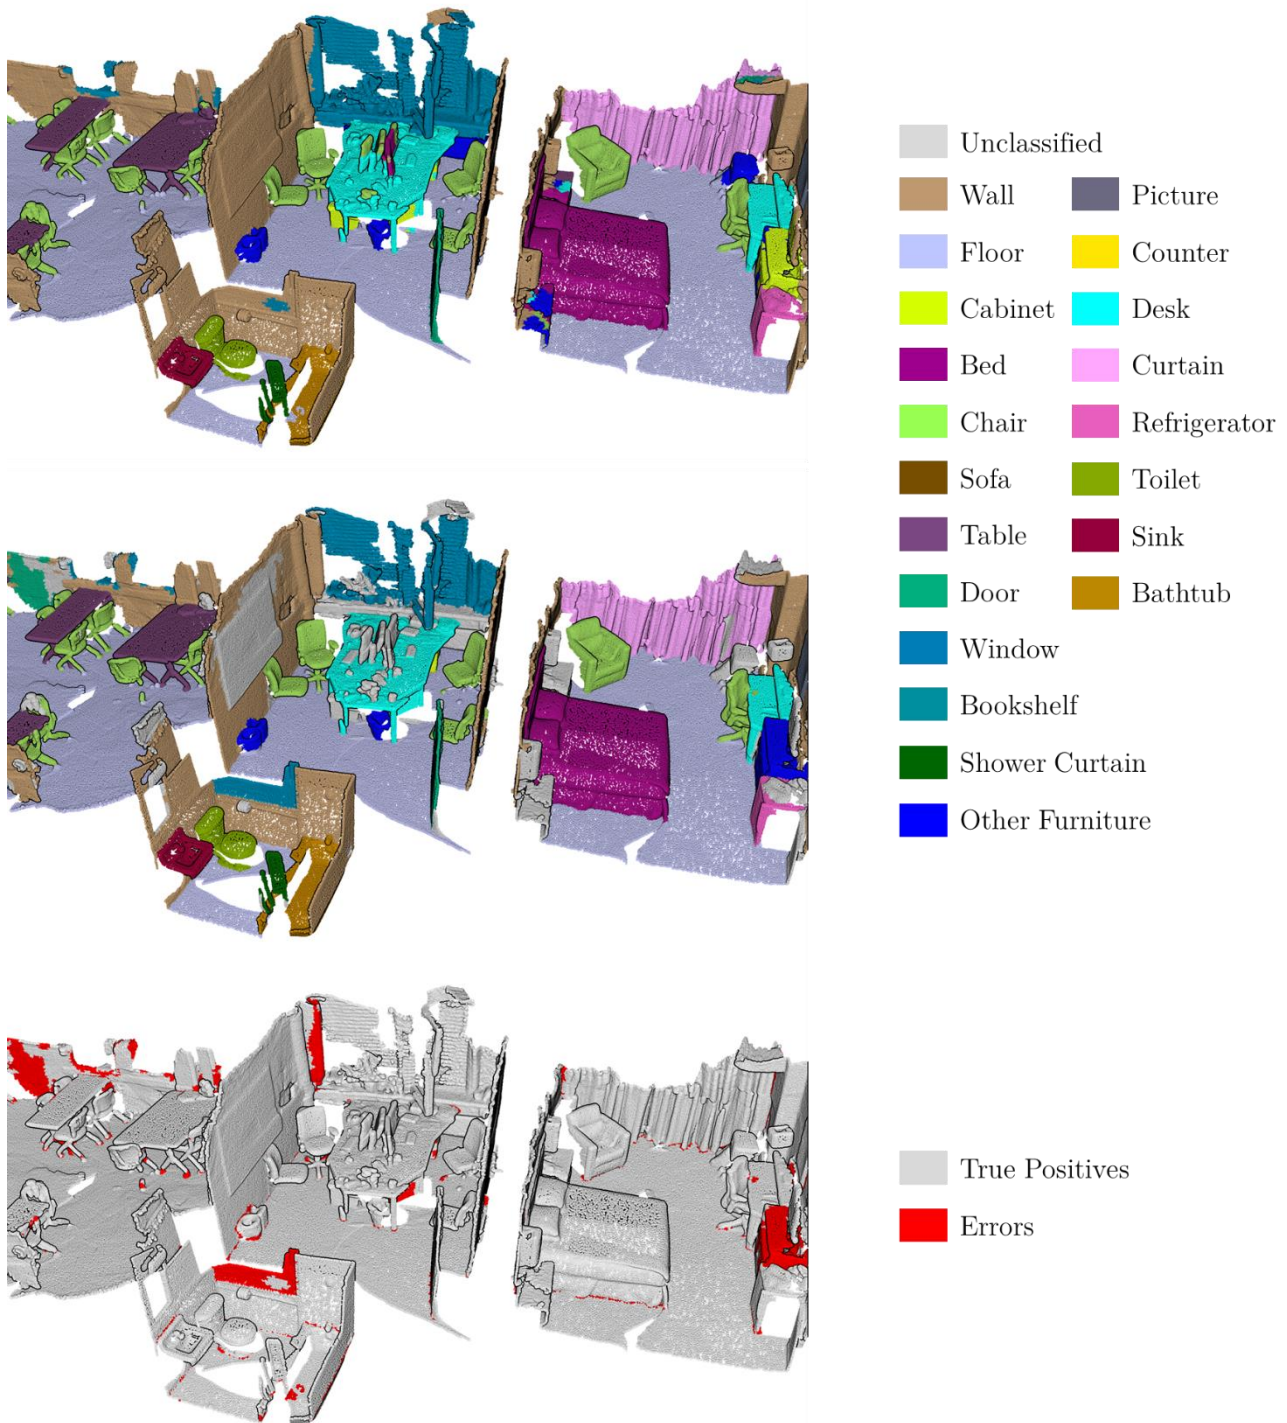 Unclassified
Wall
Picture
Floor
Counter
Cabinet
Desk
Bed
Curtain
Chair
Refrigerator
Sofa
Toilet
Table
Sink
Door
Bathtub
Window
Bookshelf
Shower Curtain
Other Furniture
True Positives
Errors